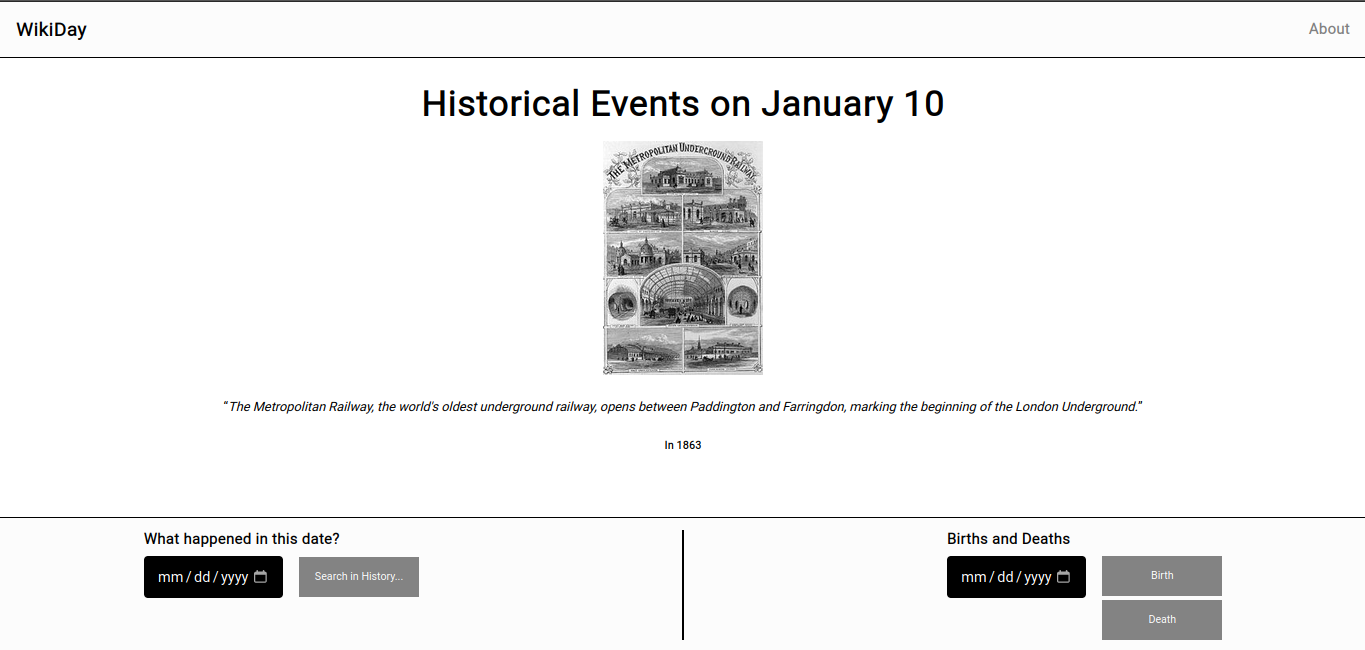 WikiDay
About
Historical Events on January 10
THE METROPOLITAN UNDERGROUND RAILWAY
“The Metropolitan Railway, the world's oldest underground railway, opens between Paddington and Farringdon, marking the beginning of the London Underground.”
In 1863
What happened in this date?
mm/dd/yyyy
Search in History...
Births and Deaths
mm/dd/yyyy
Birth
Death